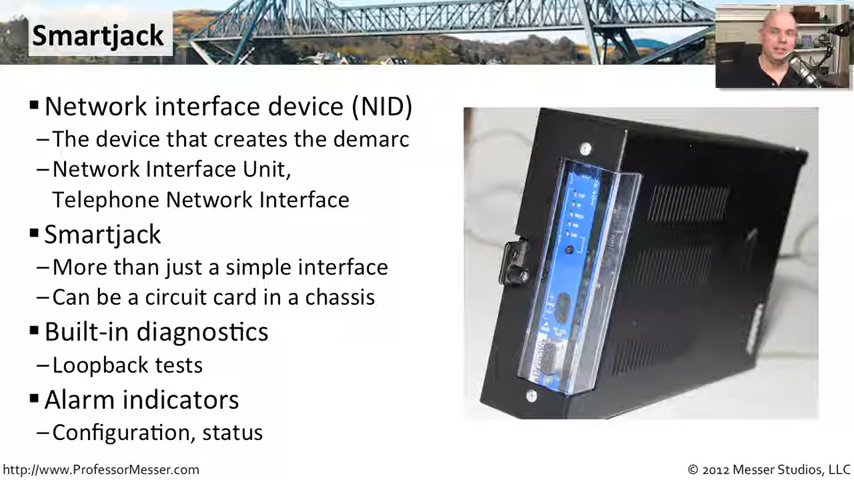 Smartjack
▪Network interface device (NID)
–The device that creates the demarc
–Network Interface Unit,
Telephone Network Interface
▪Smartjack
–More than just a simple interface
–Can be a circuit card in a chassis
▪Built-in diagnostics
–Loopback tests
▪Alarm indicators
–Configuration, status
http://www.ProfessorMesser.com
© 2012 Messer Studios, LLC